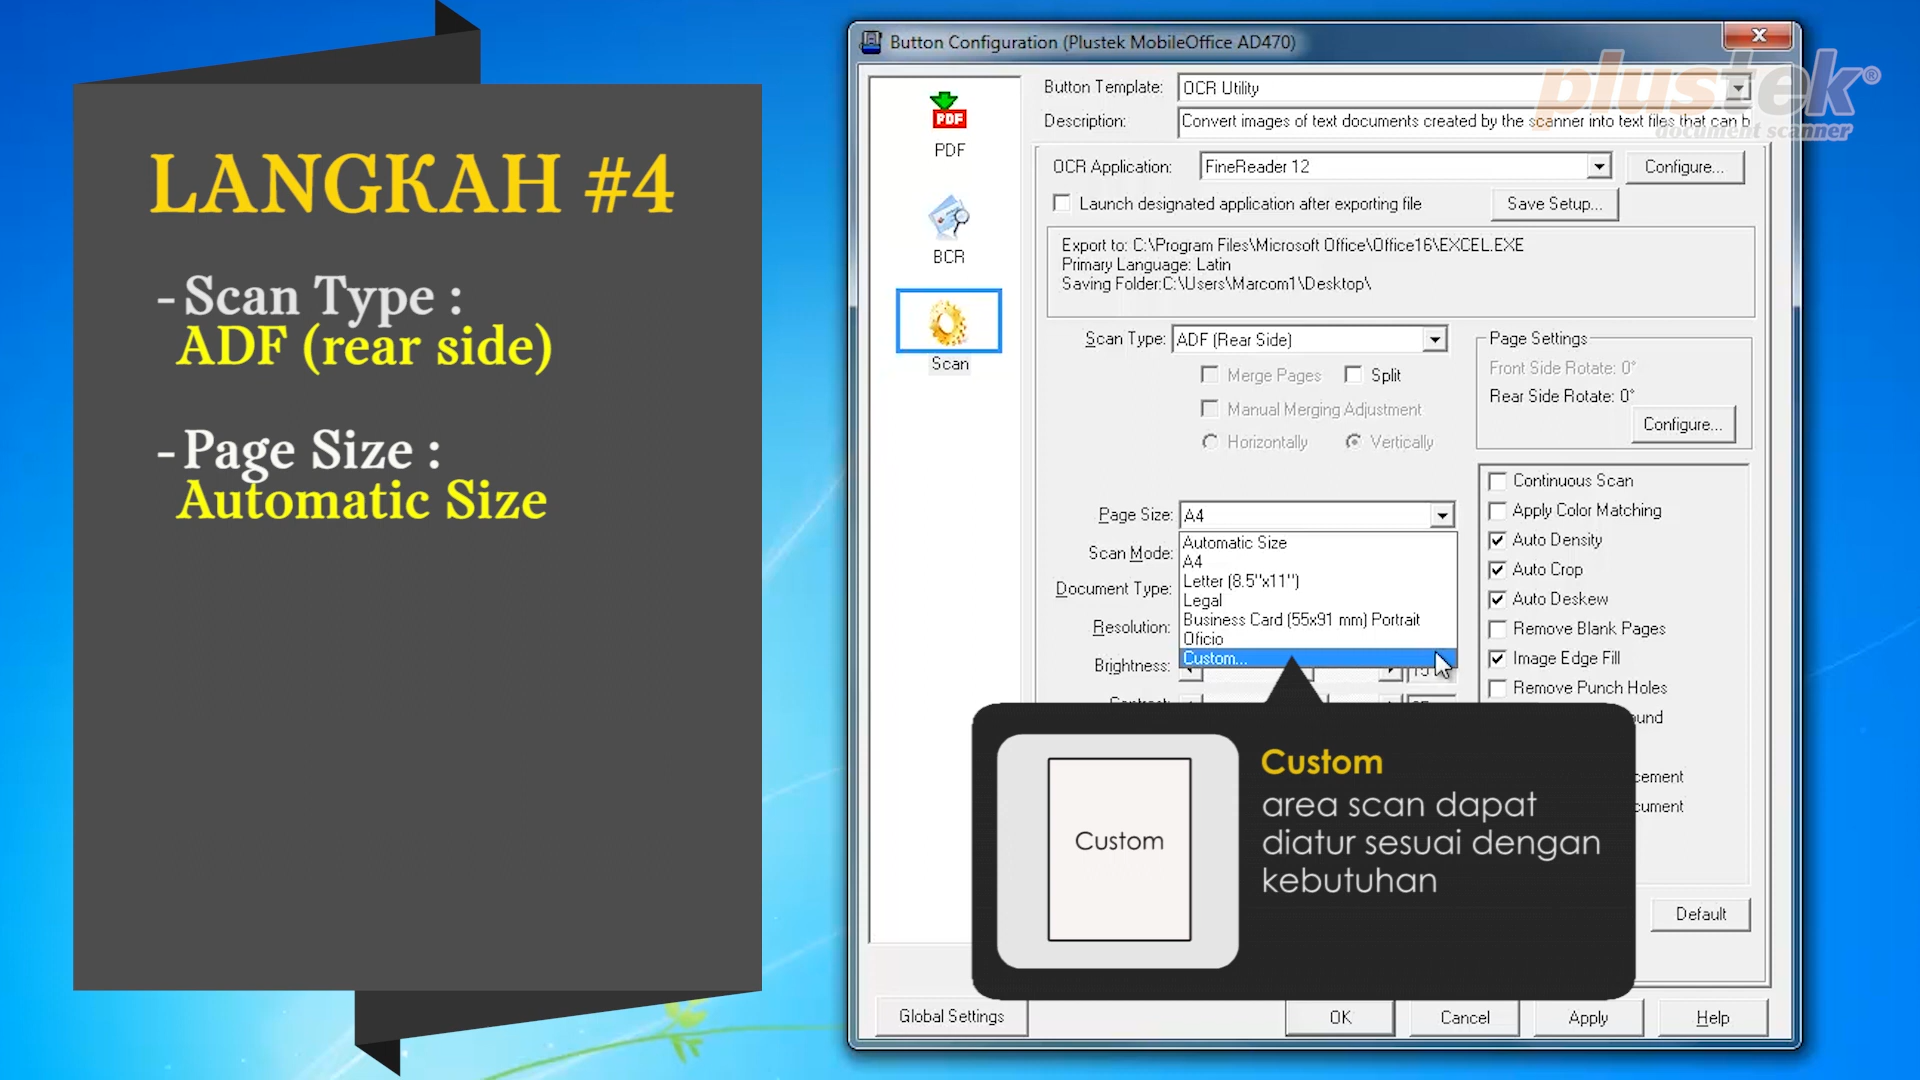 LANGKAH #4
- Scan Type :
ADF (rear side)
- Page Size :
Automatic Size
Button Configuration (Plustek MobileOffice AD470)
plustek®
document scanner
PDF
BCR
Scan
Button Template: OCR Utility
Description: Convert images of text documents created by the scanner into text files that can b
OCR Application: FineReader 12 Configure...
Launch designated application after exporting file Save Setup...
Export to: C:\Program Files\Microsoft Office\Office16\EXCEL.EXE
Primary Language: Latin
Saving Folder:C:\Users\Marcom1\Desktop\
Scan Type: ADF (Rear Side)
Merge Pages Split
Manual Merging Adjustment
Horizontally Vertically
Page Settings
Front Side Rotate: 0°
Rear Side Rotate: 0°
Configure...
Page Size: A4
Automatic Size
A4
Letter (8.5"x11")
Legal
Business Card (55x91 mm) Portrait
Oficio
Custom...
Scan Mode:
Document Type:
Resolution:
Brightness:
Continuous Scan
Apply Color Matching
Auto Density
Auto Crop
Auto Deskew
Remove Blank Pages
Image Edge Fill
Remove Punch Holes
Custom
Custom
area scan dapat
diatur sesuai dengan
kebutuhan
Default
Global Settings OK Cancel Apply Help